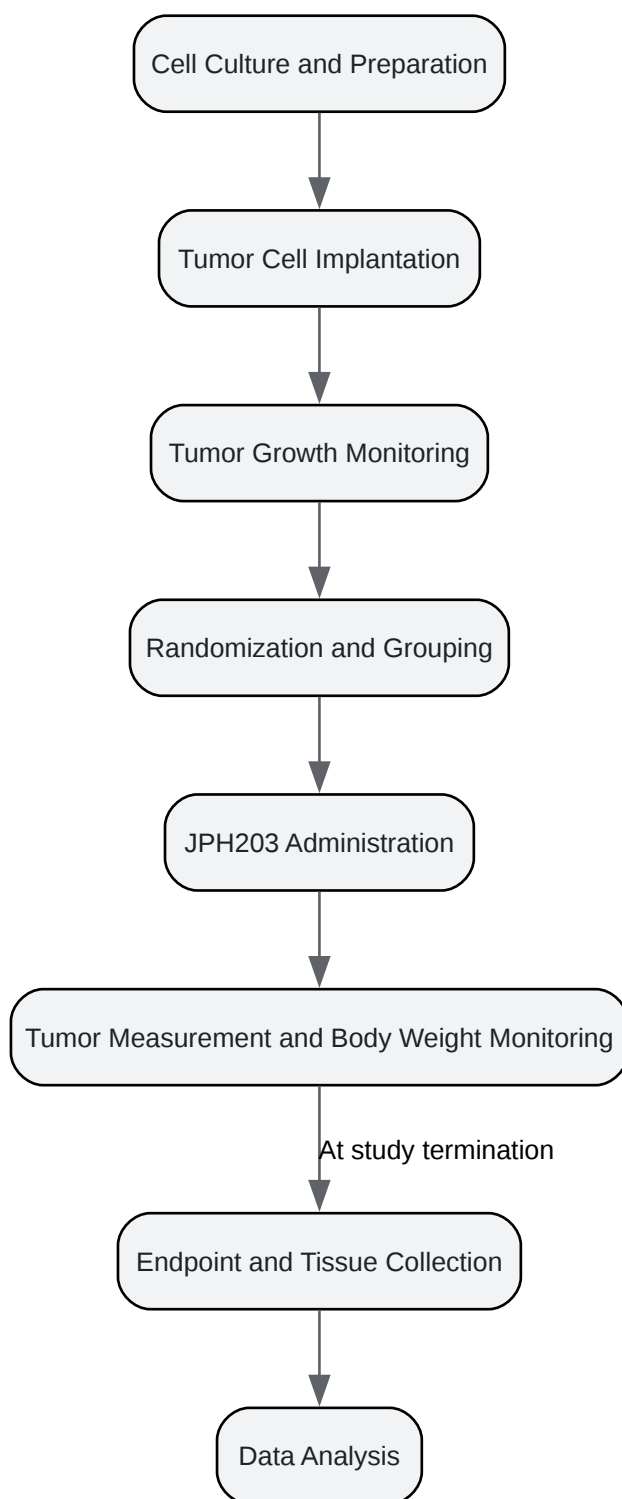 Cell Culture and Preparation
Tumor Cell Implantation
Tumor Growth Monitoring
Randomization and Grouping
JPH203 Administration
Tumor Measurement and Body Weight Monitoring
At study termination
Endpoint and Tissue Collection
Data Analysis